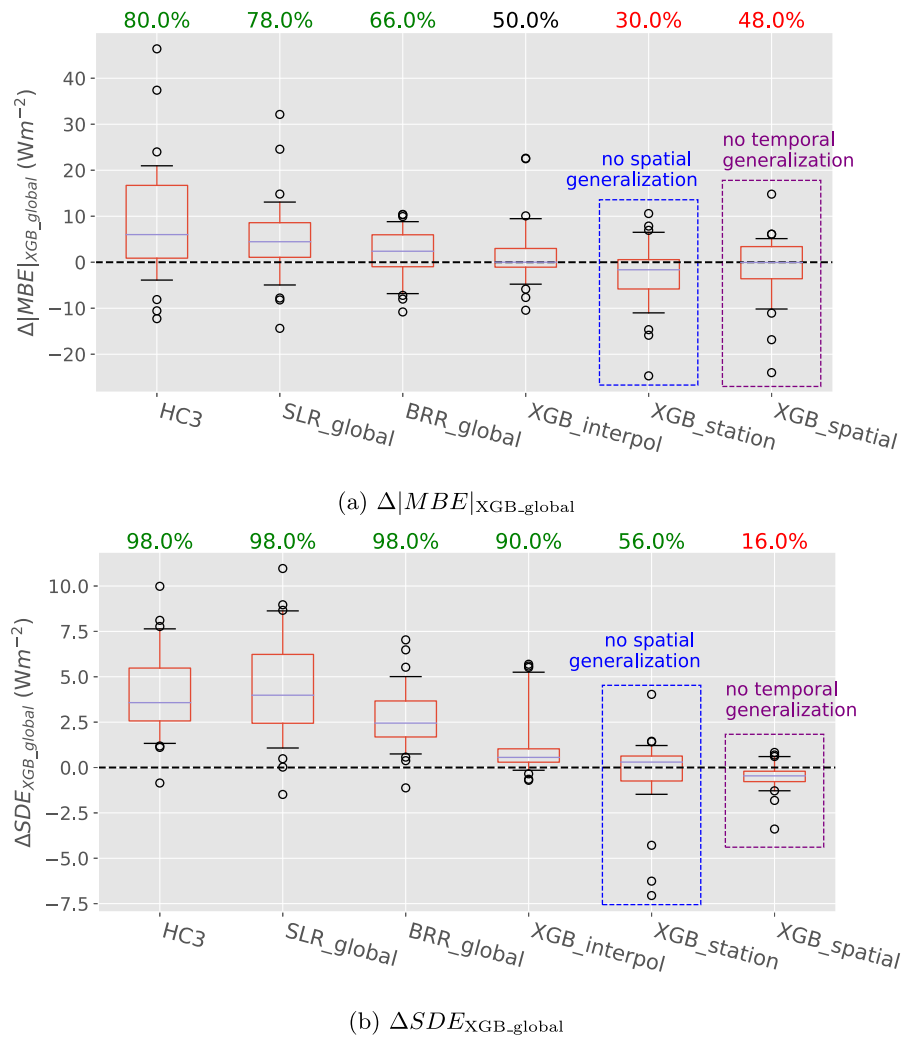 80.0% 78.0% 66.0% 50.0% 30.0% 48.0%
Δ|MBE|XGB_global (Wm−2)
40
30
20
10
0
−10
−20
no spatial
generalization
no temporal
generalization
HC3 SLR_global BRR_global XGB_interpol XGB_station XGB_spatial
(a) Δ|MBE|XGB_global
98.0% 98.0% 98.0% 90.0% 56.0% 16.0%
ΔSDEXGB_global (Wm−2)
10.0
7.5
5.0
2.5
0.0
−2.5
−5.0
−7.5
no spatial
generalization
no temporal
generalization
HC3 SLR_global BRR_global XGB_interpol XGB_station XGB_spatial
(b) ΔSDEXGB_global